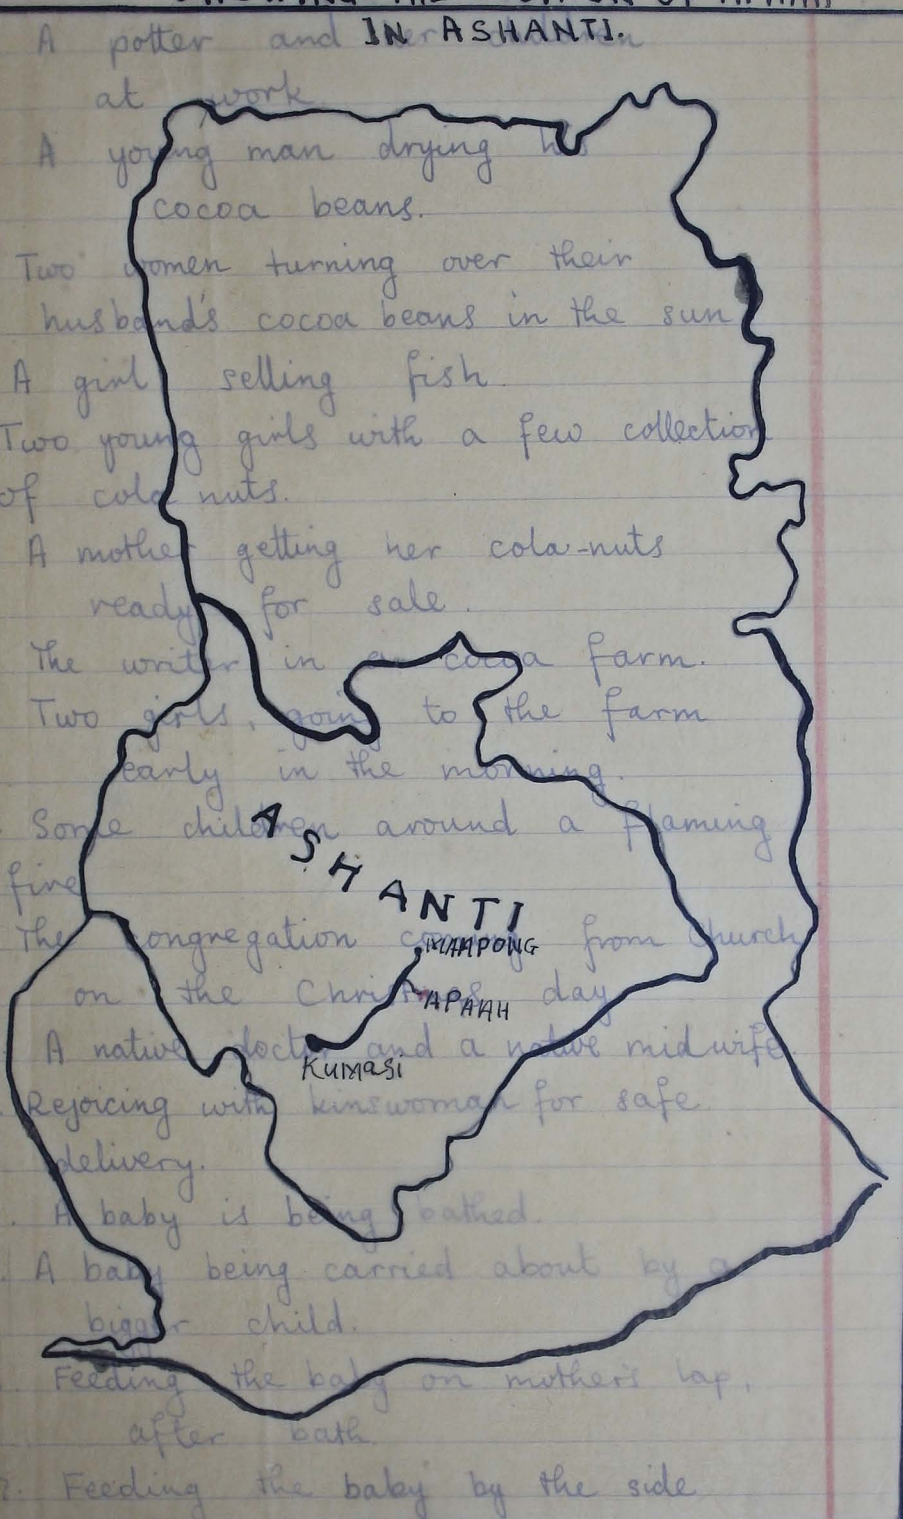 IN ASHANTI.
A potter and
at work
A young man drying his
cocoa beans.
Two women turning over their
husband's cocoa beans in the sun
A girl selling fish.
Two young girls with a few collection
of cola nuts.
A mother getting her cola-nuts
ready for sale.
The writer in a cocoa farm.
Two girls, going to the farm
early in the morning.
Some children around a flaming
fire
The congregation coming from church
on the Christmas day
A native doctor and a native midwife.
Rejoicing with kinswoman for safe
delivery.
A baby is being bathed.
A baby being carried about by a
bigger child.
Feeding the baby on mother's lap,
after bath.
Feeding the baby by the side
ASHANTI
MAMPONG
APAAH
KUMASI